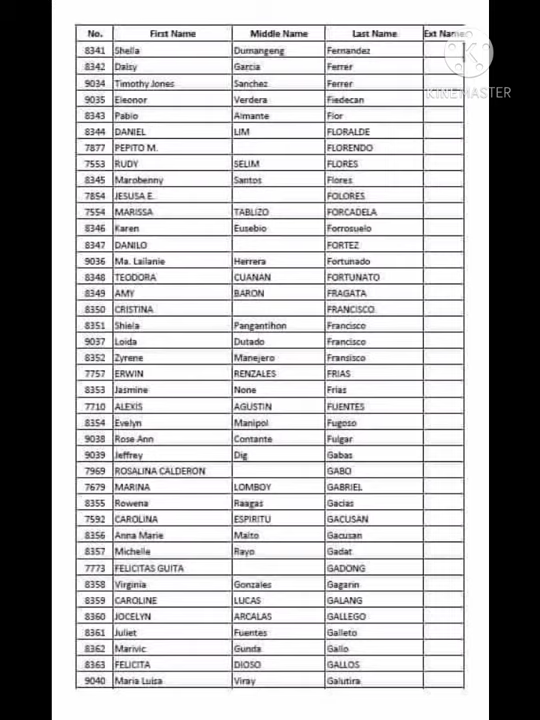 No. First Name Middle Name Last Name Ext Name
8341 Shella Dumangeng Fernandez
8342 Daisy Garcia Ferrer
9034 Timothy Jones Sanchez Ferrer
9035 Eleonor Verdera Fiedecan
8343 Pablo Almante Flor
8344 DANIEL LIM FLORALDE
7877 PEPITO M. FLORENDO
7553 RUDY SELIM FLORES
8345 Marobenny Santos Flores
7854 JESUSA E. FOLORES
7554 MARISSA TABLIZO FORCADELA
8346 Karen Eusebio Forrosuelo
8347 DANILO FORTEZ
9036 Ma. Lailanie Herrera Fortunado
8348 TEODORA CUANAN FORTUNATO
8349 AMY BARON FRAGATA
8350 CRISTINA FRANCISCO
8351 Shiela Pangantihon Francisco
9037 Loida Dutado Francisco
8352 Zyrene Manejero Fransisco
7757 ERWIN RENZALES FRIAS
8353 Jasmine None Frias
7710 ALEXIS AGUSTIN FUENTES
8354 Evelyn Manipol Fugoso
9038 Rose Ann Contante Fulgar
9039 Jeffrey Dig Gabas
7969 ROSALINA CALDERON GABO
7679 MARINA LOMBOY GABRIEL
8355 Rowena Raagas Gacias
7592 CAROLINA ESPIRITU GACUSAN
8356 Anna Marie Malto Gacusan
8357 Michelle Rayo Gadat
7773 FELICITAS GUITA GADONG
8358 Virginia Gonzales Gagarin
8359 CAROLINE LUCAS GALANG
8360 JOCELYN ARCALAS GALLEGO
8361 Juliet Fuentes Galleto
8362 Marivic Gunda Gallo
8363 FELICITA DIOSO GALLOS
9040 Maria Luisa Viray Galutira
KINEMASTER